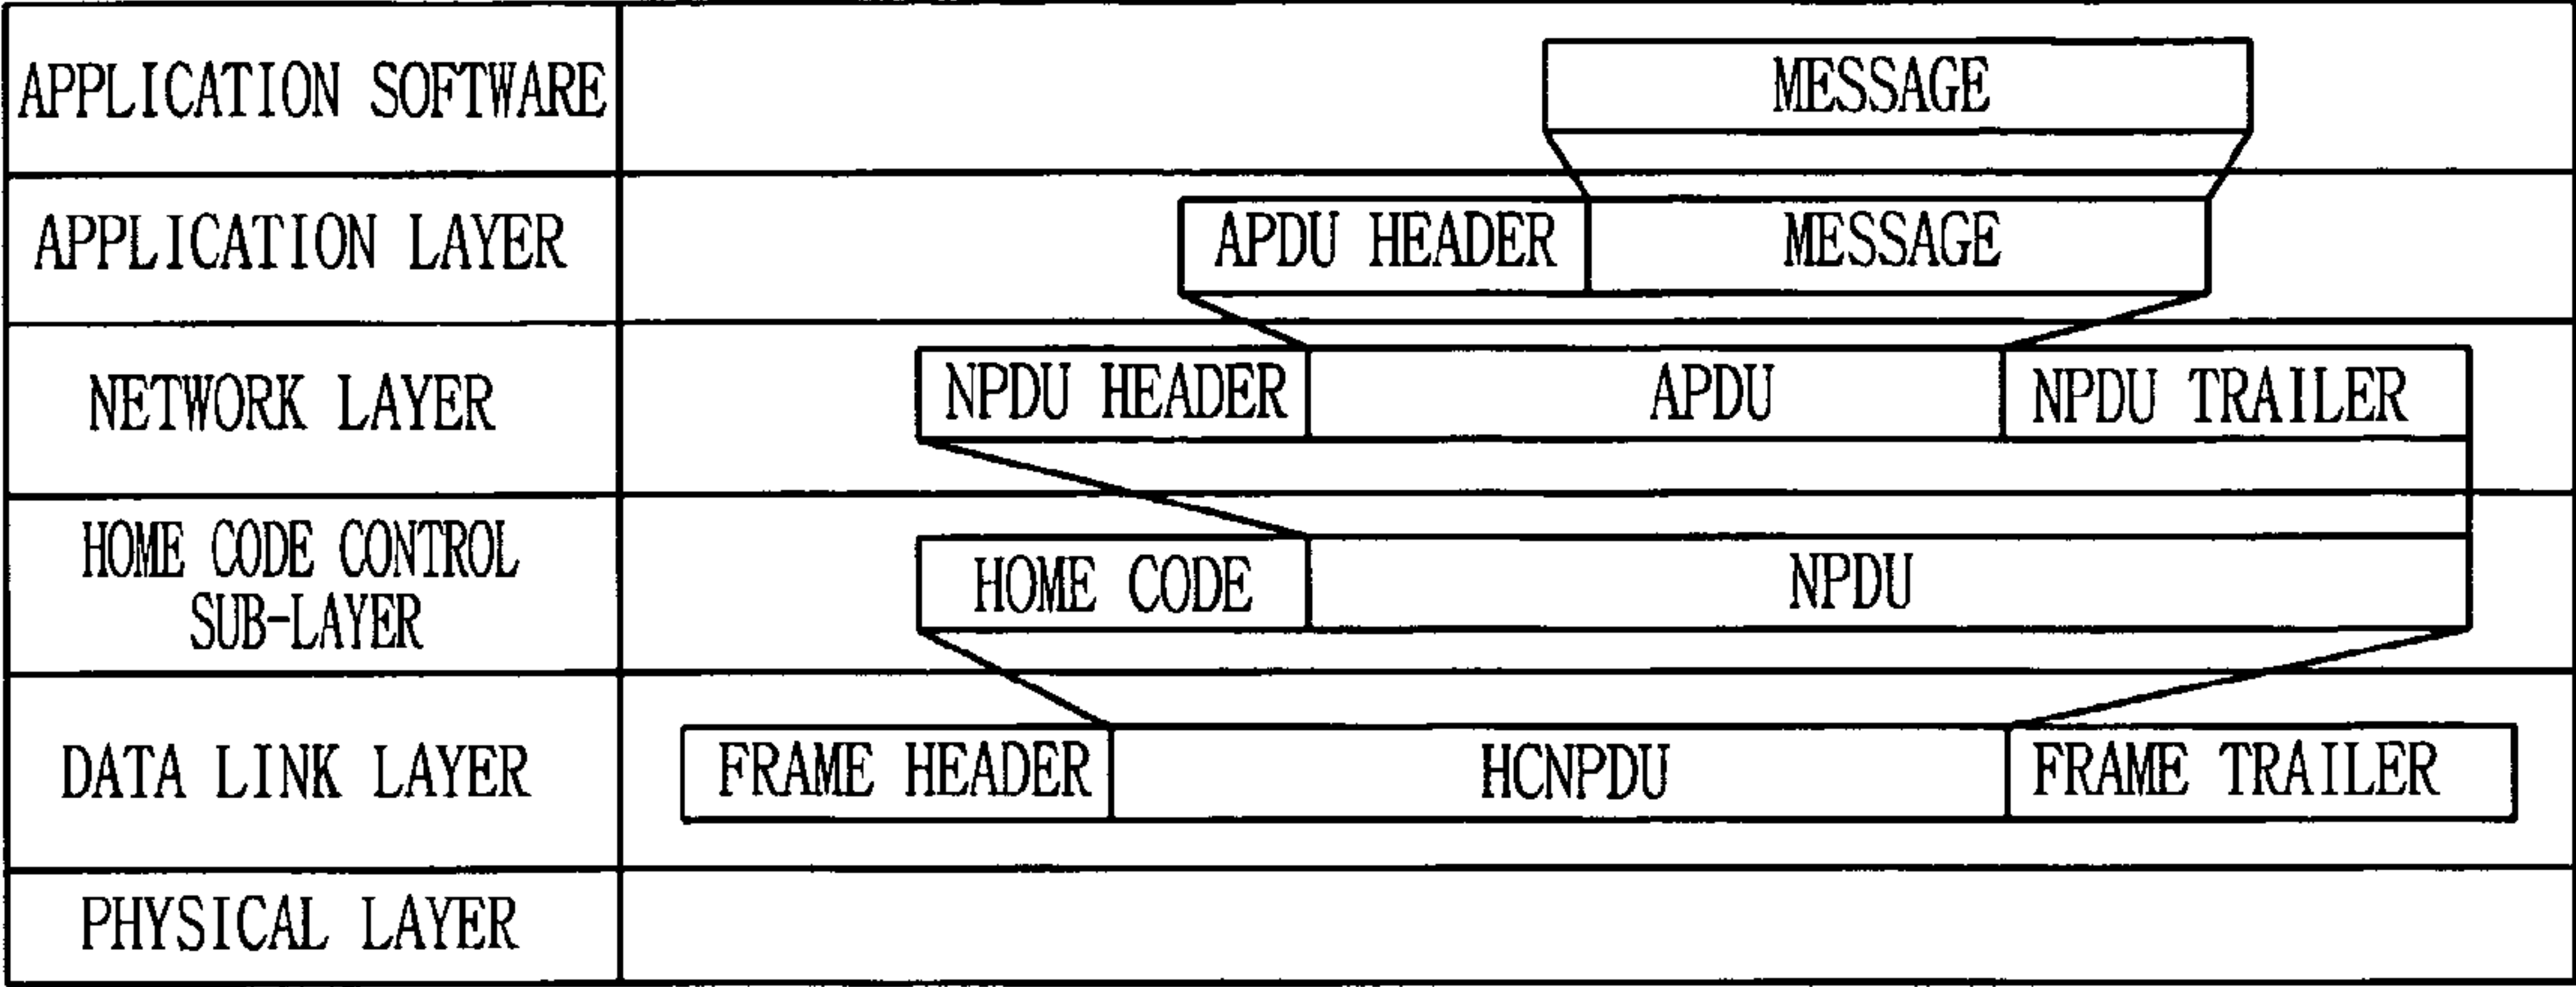 APPLICATION SOFTWARE
MESSAGE
APPLICATION LAYER
APDU HEADER
MESSAGE
NETWORK LAYER
NPDU HEADER
APDU
NPDU TRAILER
HOME CODE CONTROL
SUB-LAYER
HOME CODE
NPDU
DATA LINK LAYER
FRAME HEADER
HCNPDU
FRAME TRAILER
PHYSICAL LAYER